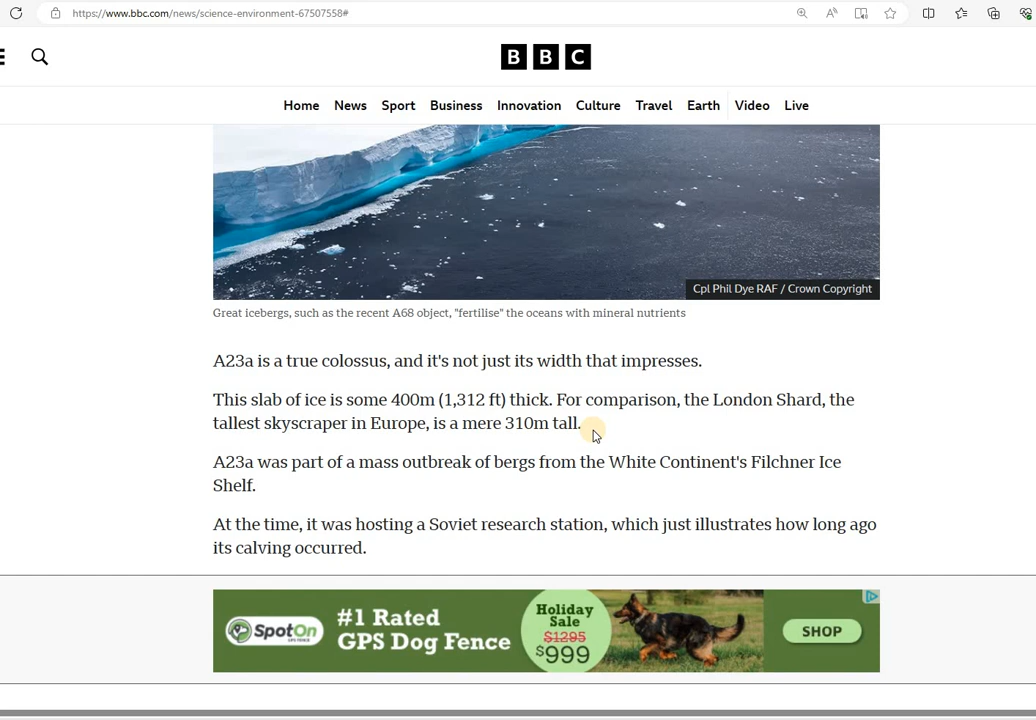 https://www.bbc.com/news/science-environment-67507558#
BBC
Home News Sport Business Innovation Culture Travel Earth Video Live
Cpl Phil Dye RAF / Crown Copyright
Great icebergs, such as the recent A68 object, "fertilise" the oceans with mineral nutrients
A23a is a true colossus, and it's not just its width that impresses.
This slab of ice is some 400m (1,312 ft) thick. For comparison, the London Shard, the
tallest skyscraper in Europe, is a mere 310m tall.
A23a was part of a mass outbreak of bergs from the White Continent's Filchner Ice
Shelf.
At the time, it was hosting a Soviet research station, which just illustrates how long ago
its calving occurred.
SpotOn
#1 Rated
GPS Dog Fence
Holiday
Sale
$1295
$999
SHOP